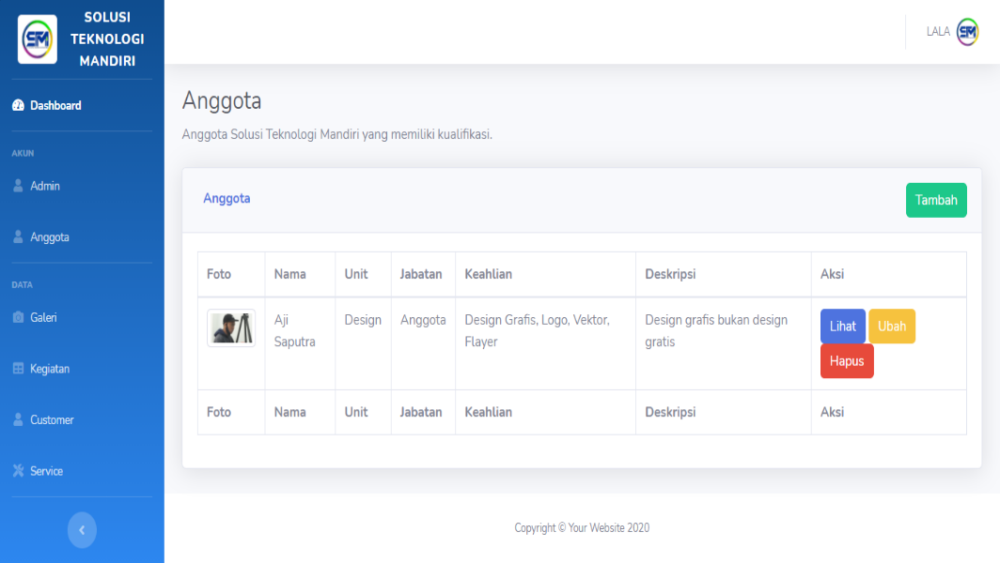 SOLUSI
TEKNOLOGI
MANDIRI
SM
LALA
SM
Dashboard
AKUN
Admin
Anggota
DATA
Galeri
Kegiatan
Customer
Service
Anggota
Anggota Solusi Teknologi Mandiri yang memiliki kualifikasi.
Anggota
Tambah
Foto Nama Unit Jabatan Keahlian Deskripsi Aksi
Aji
Saputra
Design
Anggota
Design Grafis, Logo, Vektor,
Flayer
Design grafis bukan design
gratis
Lihat Ubah
Hapus
Foto Nama Unit Jabatan Keahlian Deskripsi Aksi
Copyright © Your Website 2020